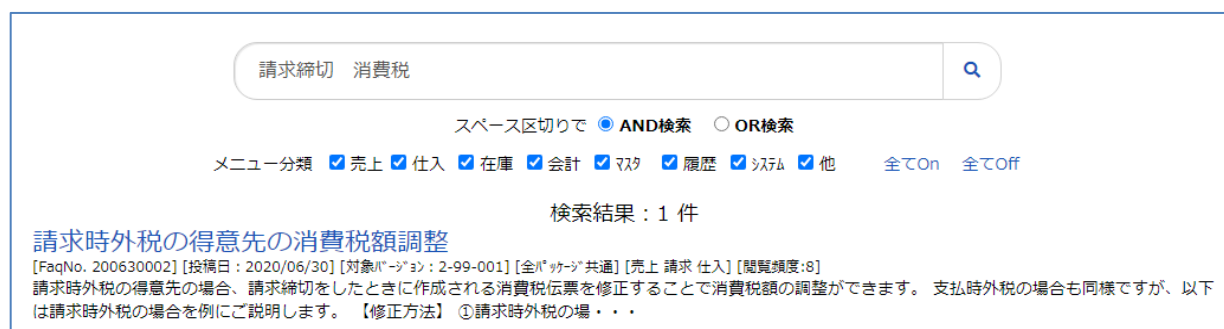 請求締切　消費税
スペース区切りで AND検索 OR検索
メニュー分類 売上 仕入 在庫 会計 ﾏｽﾀ 履歴 ｼｽﾃﾑ 他 全てOn 全てOff
検索結果：1 件
請求時外税の得意先の消費税額調整
[FaqNo. 200630002] [投稿日：2020/06/30] [対象ﾊﾞｰｼﾞｮﾝ：2-99-001] [全ﾊﾟｯｹｰｼﾞ共通] [売上 請求 仕入] [閲覧頻度:8]
請求時外税の得意先の場合、請求締切をしたときに作成される消費税伝票を修正することで消費税額の調整ができます。 支払時外税の場合も同様ですが、以下
は請求時外税の場合を例にご説明します。 【修正方法】 ①請求時外税の場・・・